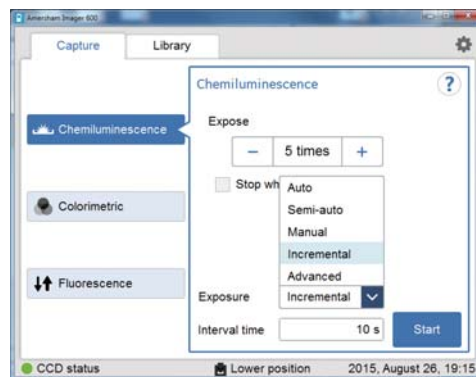 Amersham Imager 600
Capture Library
Chemiluminescence
?
Expose
Chemiluminescence
− 5 times +
Stop wh
Auto
Semi-auto
Manual
Incremental
Advanced
Colorimetric
Fluorescence
Exposure Incremental
Interval time 10 s Start
CCD status Lower position 2015, August 26, 19:15